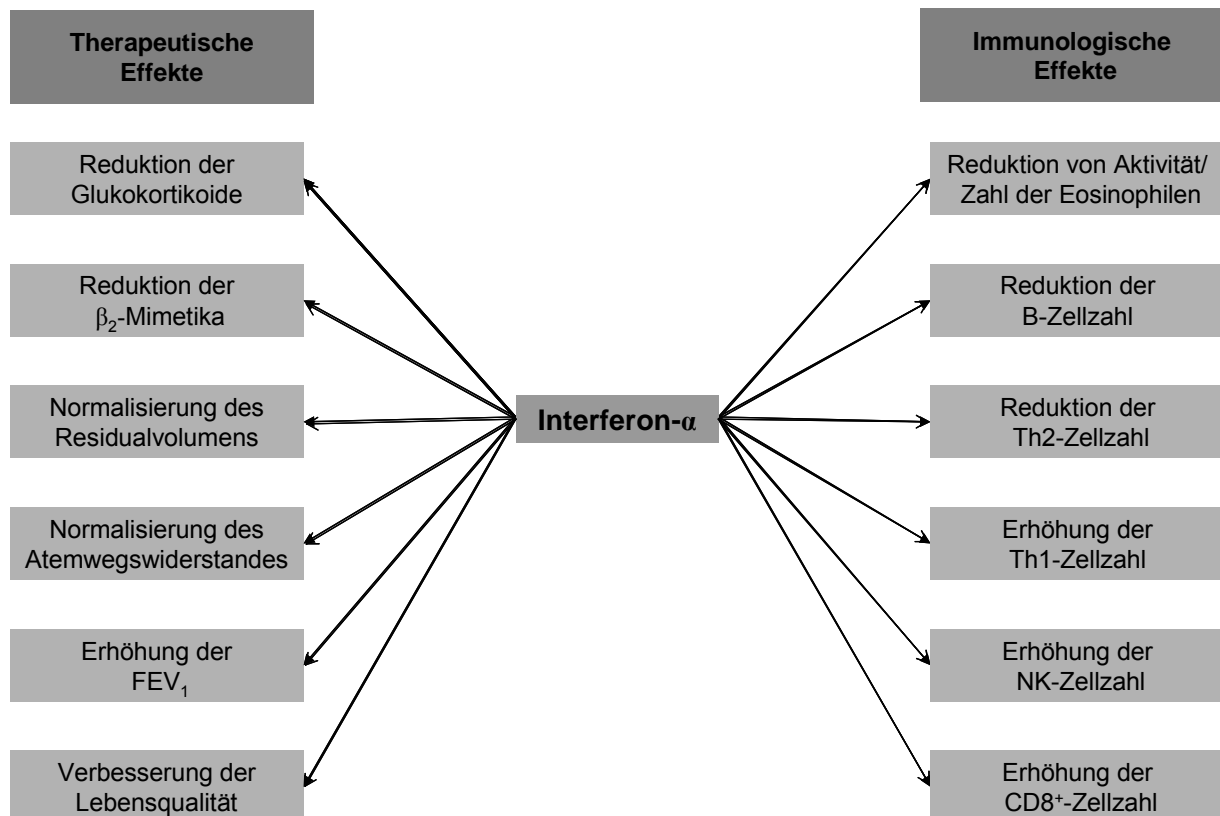 Therapeutische
Effekte
Reduktion der
Glukokortikoide
Reduktion der
β₂-Mimetika
Normalisierung des
Residualvolumens
Normalisierung des
Atemwegswiderstandes
Erhöhung der
FEV₁
Verbesserung der
Lebensqualität
Interferon-α
Immunologische
Effekte
Reduktion von Aktivität/
Zahl der Eosinophilen
Reduktion der
B-Zellzahl
Reduktion der
Th2-Zellzahl
Erhöhung der
Th1-Zellzahl
Erhöhung der
NK-Zellzahl
Erhöhung der
CD8⁺-Zellzahl